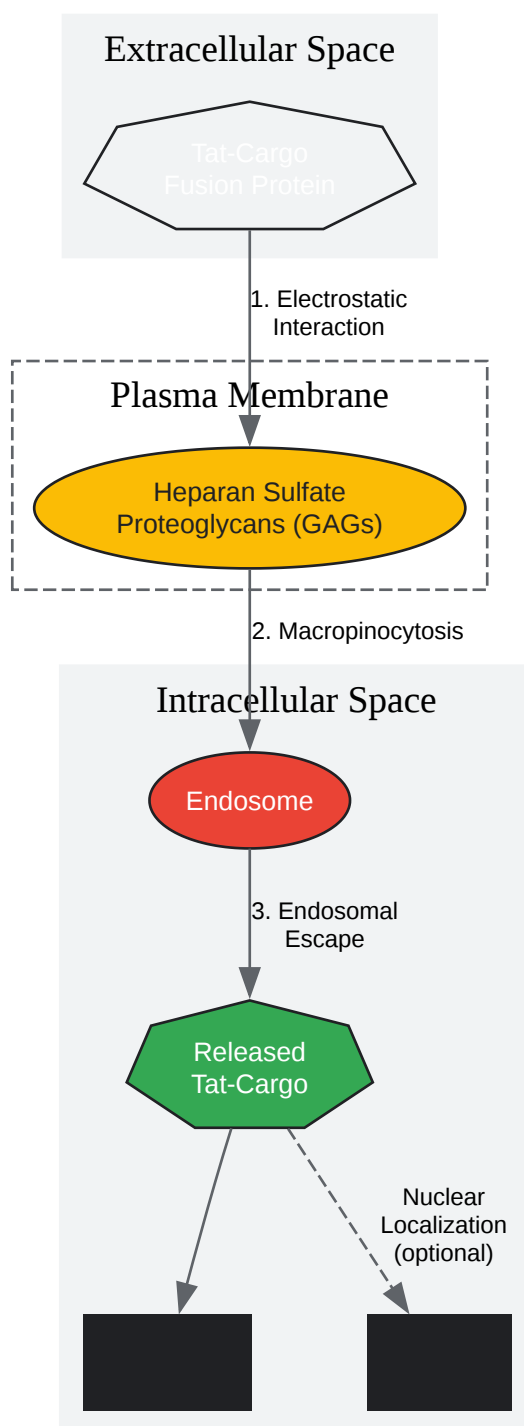 Extracellular Space
Tat-Cargo
Fusion Protein
1. Electrostatic
Interaction
Plasma Membrane
Heparan Sulfate
Proteoglycans (GAGs)
2. Macropinocytosis
Intracellular Space
Endosome
3. Endosomal
Escape
Released
Tat-Cargo
Nuclear
Localization
(optional)